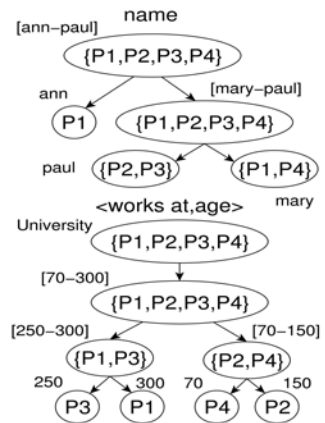 name
[ann-paul]
{P1,P2,P3,P4}
ann
[mary-paul]
P1
{P1,P2,P3,P4}
paul
{P2,P3}
{P1,P4}
mary
<works at,age>
University
{P1,P2,P3,P4}
[70-300]
{P1,P2,P3,P4}
[250-300]
[70-150]
{P1,P3}
{P2,P4}
250
300
70
150
P3
P1
P4
P2